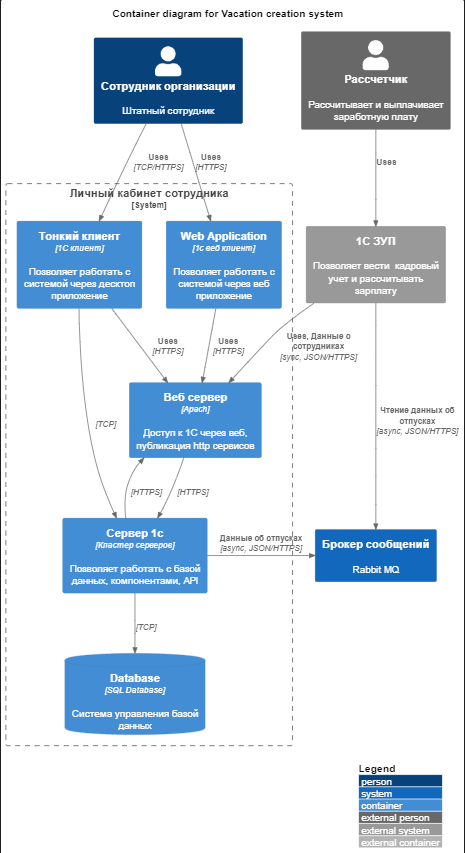 Container diagram for Vacation creation system
Сотрудник организации
Штатный сотрудник
Рассчетчик
Рассчитывает и выплачивает
заработную плату
Uses
[TCP/HTTPS]
Uses
[HTTPS]
Uses
Личный кабинет сотрудника
[System]
Тонкий клиент
[1С клиент]
Позволяет работать с
системой через десктоп
приложение
Web Application
[1с веб клиент]
Позволяет работать с
системой через веб
приложение
1С ЗУП
Позволяет вести кадровый
учет и рассчитывать
зарплату
Uses
[HTTPS]
Uses
[HTTPS]
Uses, Данные о
сотрудниках
[sync, JSON/HTTPS]
Веб сервер
[Apach]
Доступ к 1С через веб,
публикация http сервисов
[TCP]
Чтение данных об
отпусках
[async, JSON/HTTPS]
[HTTPS]
[HTTPS]
Сервер 1с
[Кластер серверов]
Позволяет работать с базой
данных, компонентами, API
Данные об отпусках
[async, JSON/HTTPS]
Брокер сообщений
Rabbit MQ
[TCP]
Database
[SQL Database]
Система управления базой
данных
Legend
person
system
container
external person
external system
external container